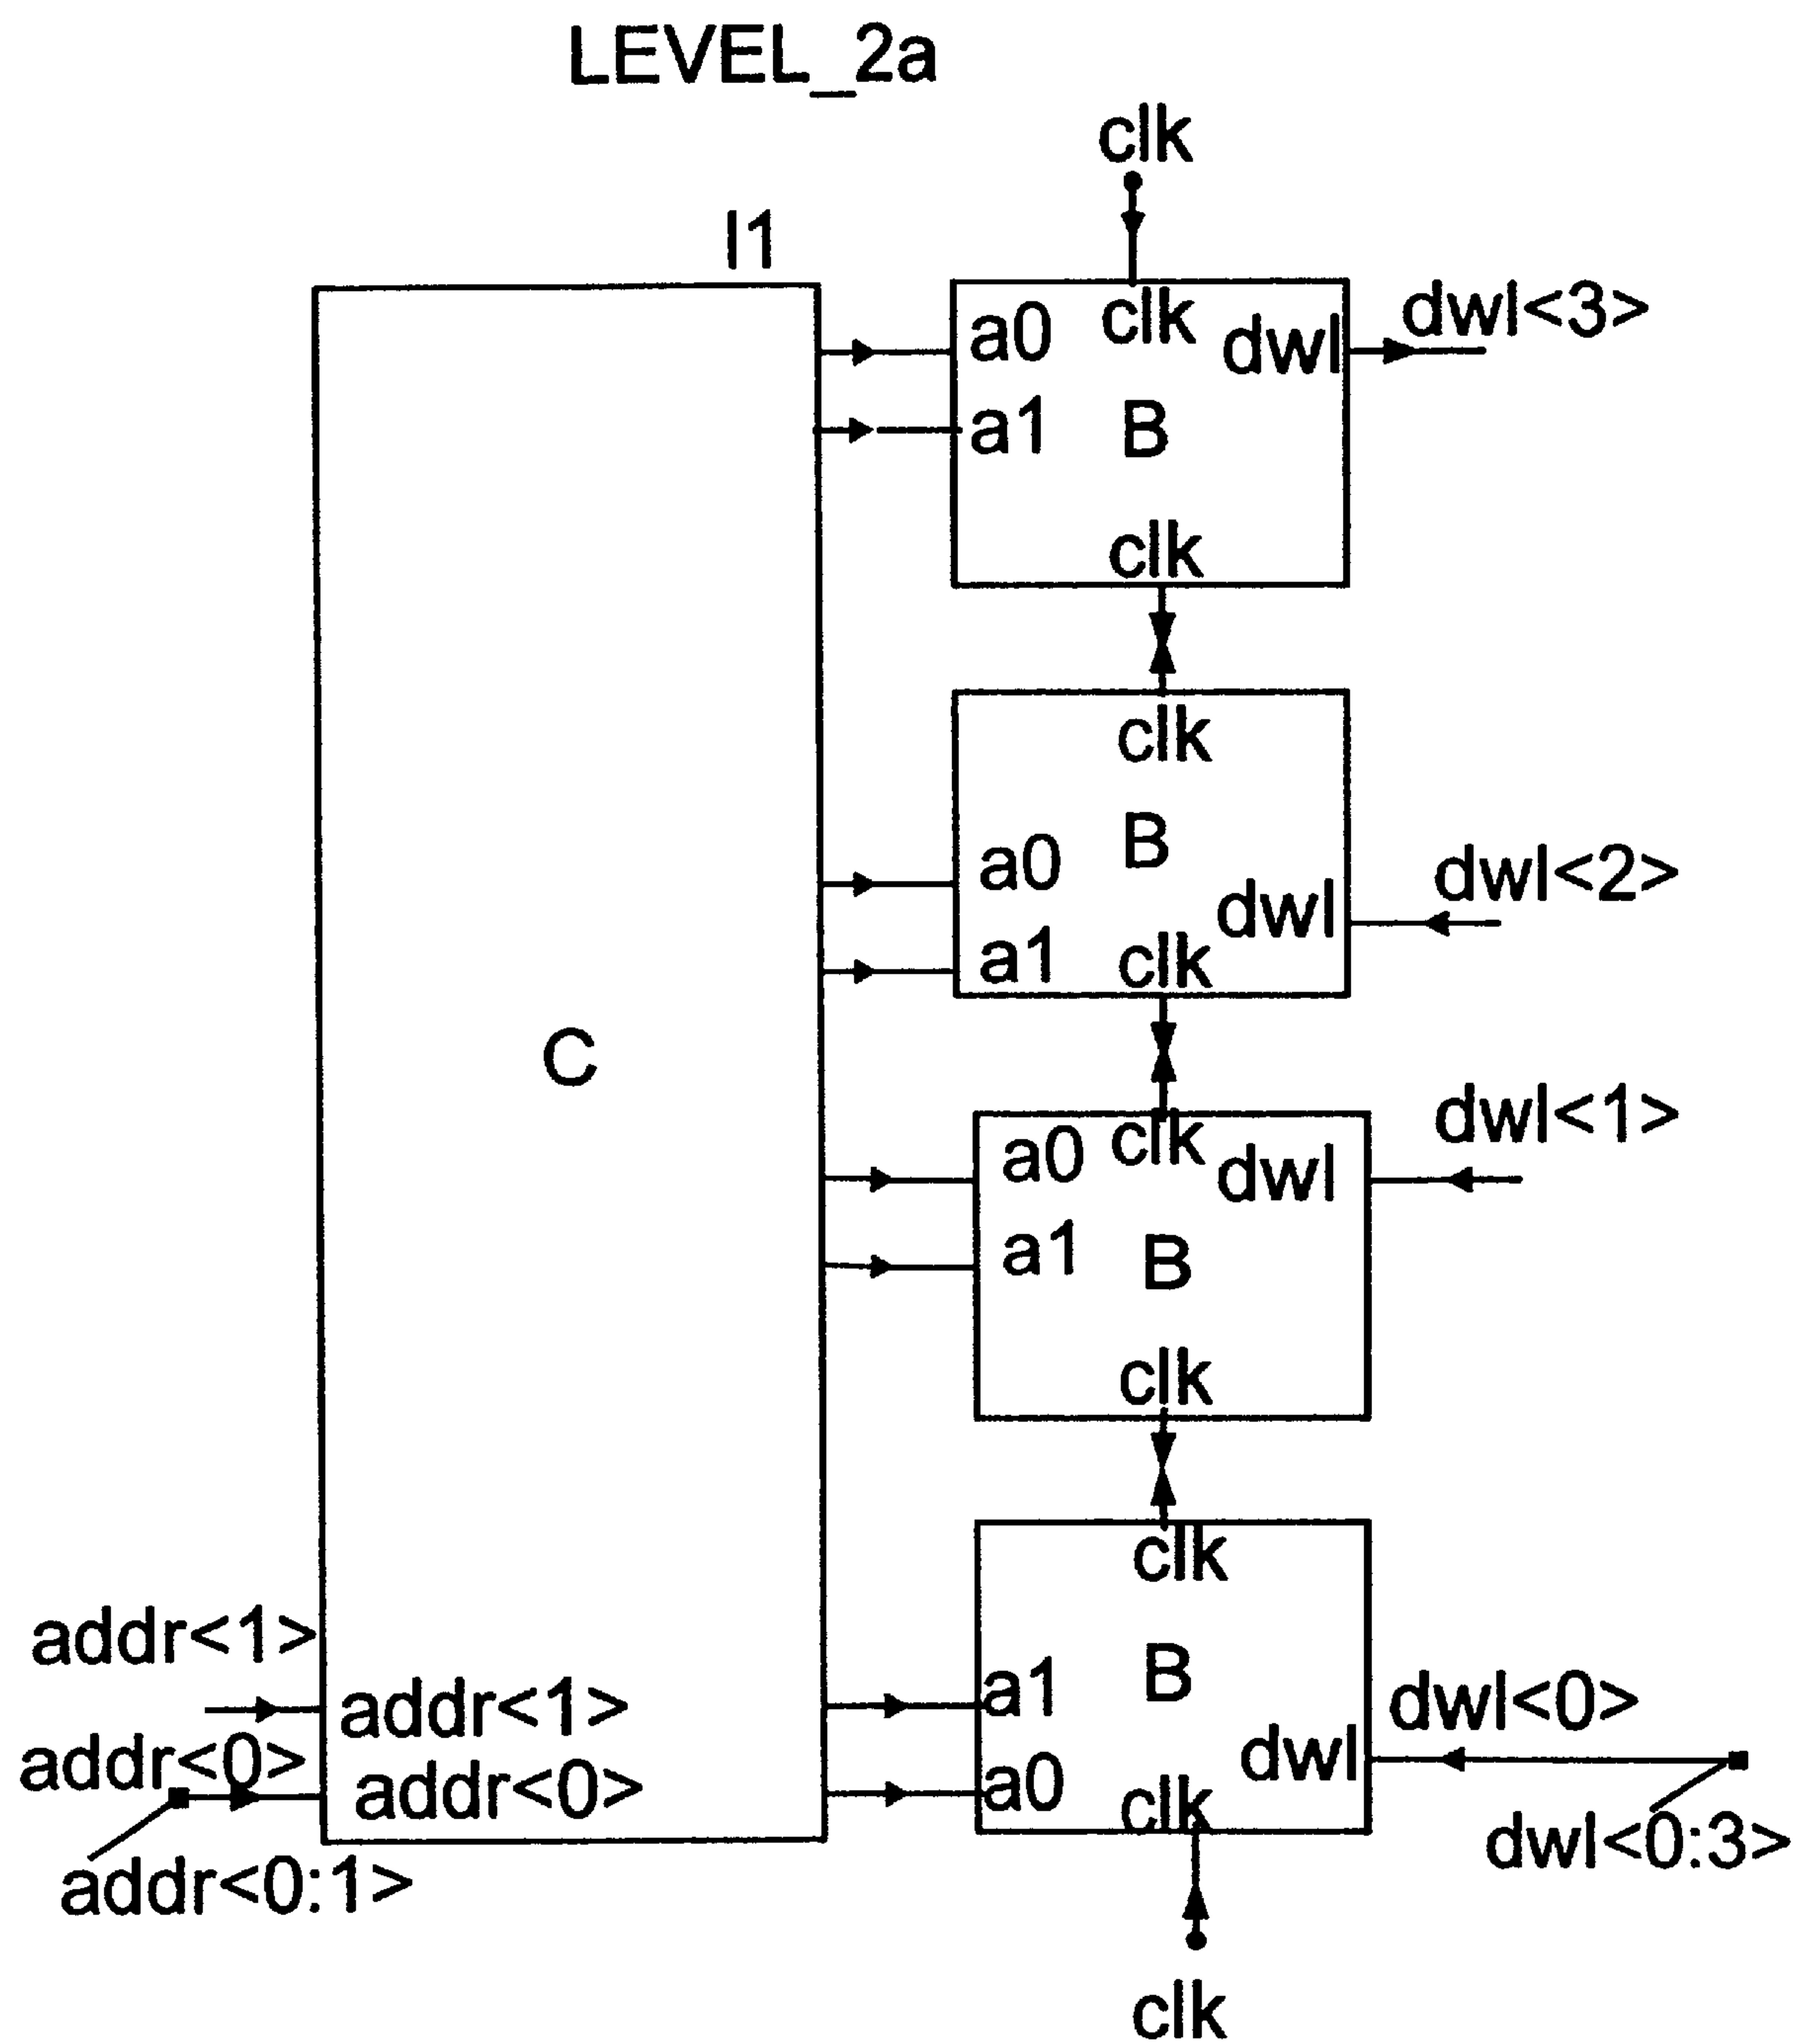 LEVEL_2a
clk
I1
a0 clk dwl dwl<3>
a1 B
clk
clk
a0 B dwl<2>
dwl
a1 clk
dwl<1>
a0 clk dwl
a1 B
clk
clk
addr<1>
a1 B dwl<0>
addr<1>
addr<0> dwl
addr<0> a0 clk
addr<0:1> dwl<0:3>
C
clk